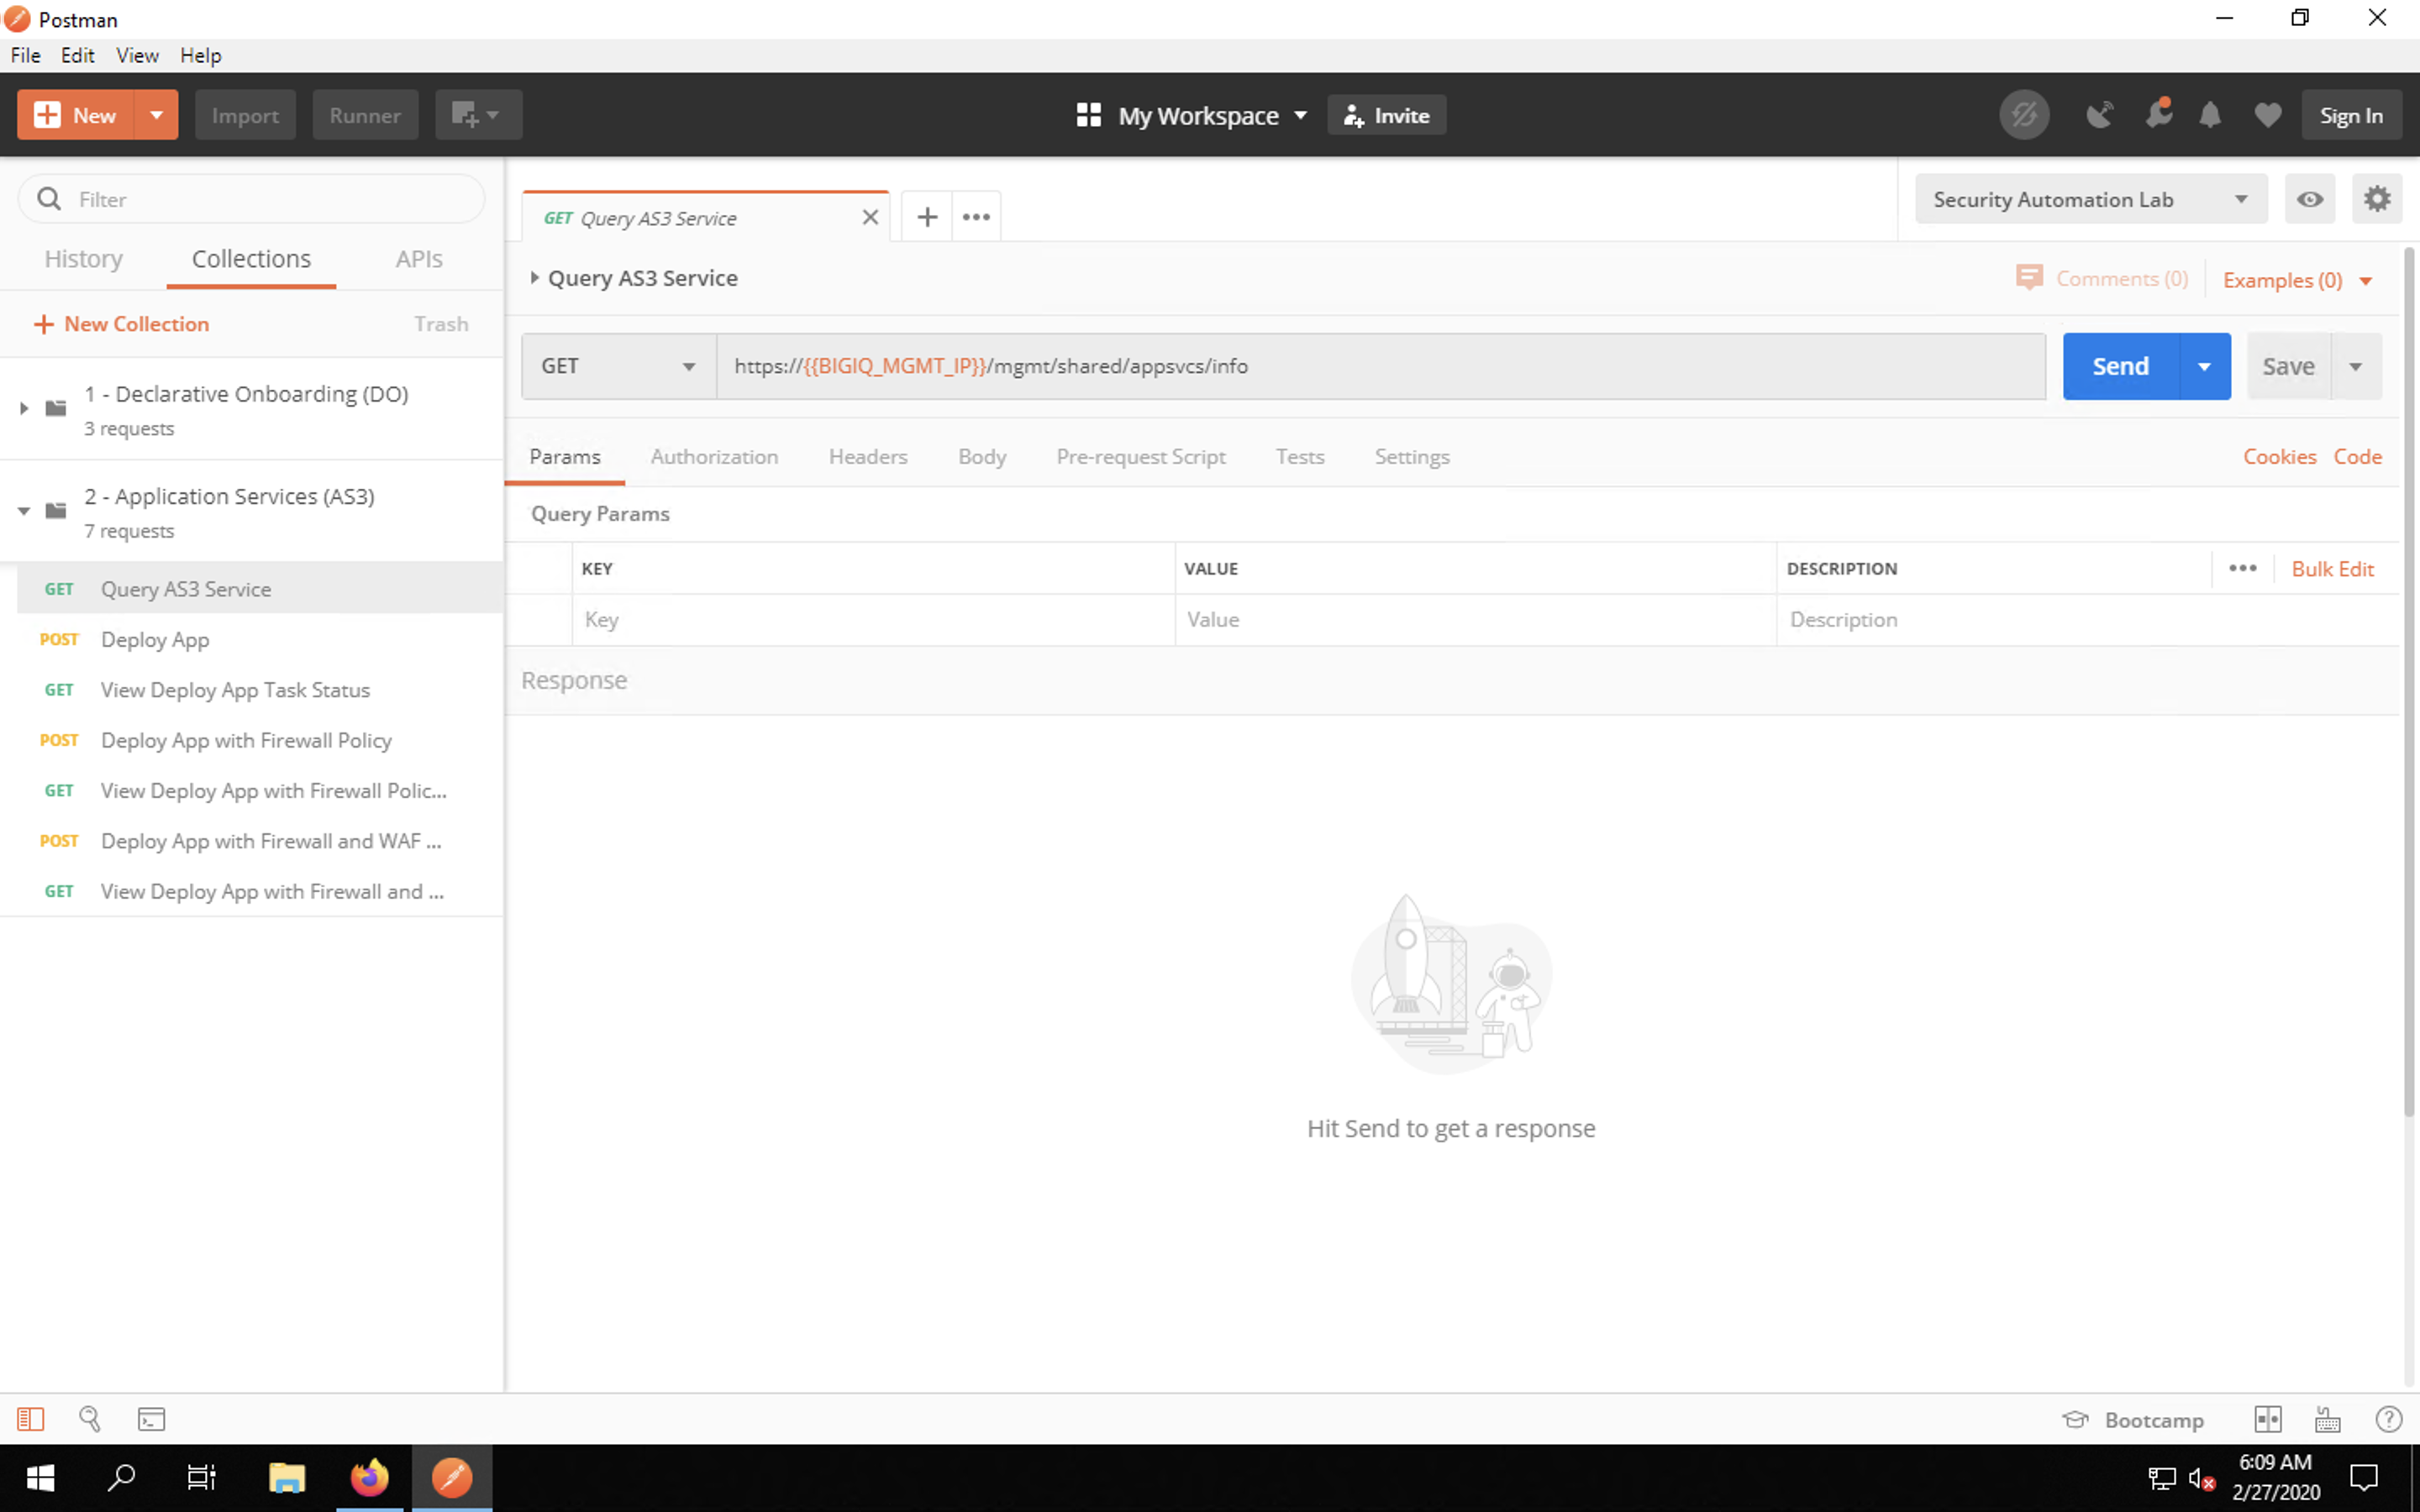 Postman
File Edit View Help
New Import Runner My Workspace Invite Sign In
Filter
History Collections APIs
New Collection Trash
1 - Declarative Onboarding (DO)
3 requests
2 - Application Services (AS3)
7 requests
GET Query AS3 Service
POST Deploy App
GET View Deploy App Task Status
POST Deploy App with Firewall Policy
GET View Deploy App with Firewall Polic...
POST Deploy App with Firewall and WAF ...
GET View Deploy App with Firewall and ...
GET Query AS3 Service
Security Automation Lab
Query AS3 Service Comments (0) Examples (0)
GET https://{{BIGIQ_MGMT_IP}}/mgmt/shared/appsvcs/info Send Save
Params Authorization Headers Body Pre-request Script Tests Settings Cookies Code
Query Params
KEY VALUE DESCRIPTION Bulk Edit
Key Value Description
Response
Hit Send to get a response
Bootcamp
6:09 AM
2/27/2020